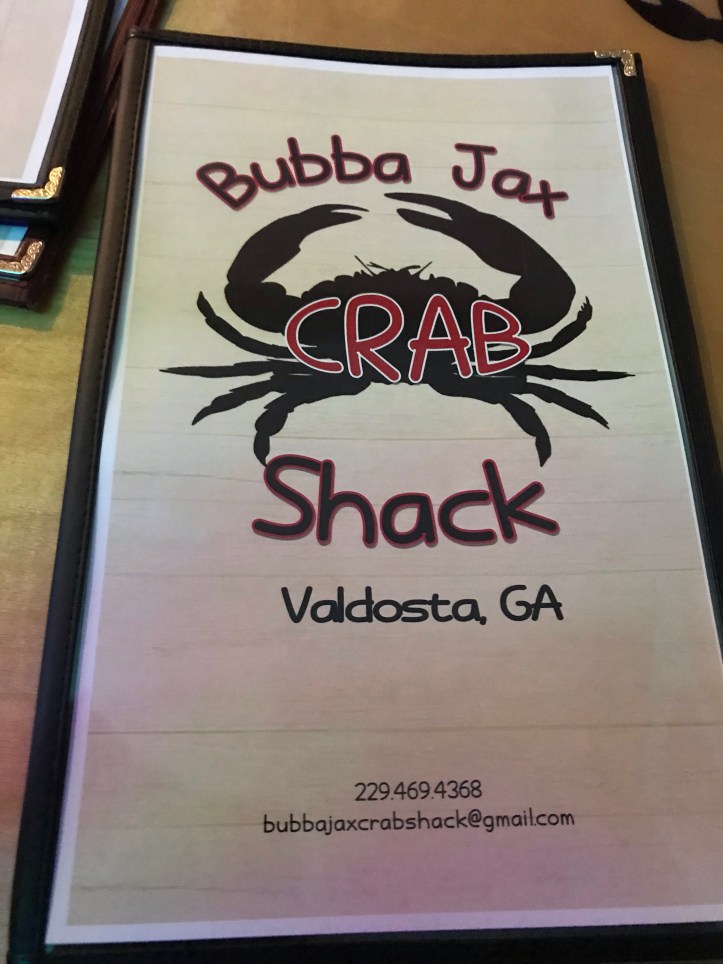 Bubba Jax
CRAB
Shack
Valdosta, GA
229.469.4368
bubbajaxcrabshack@gmail.com